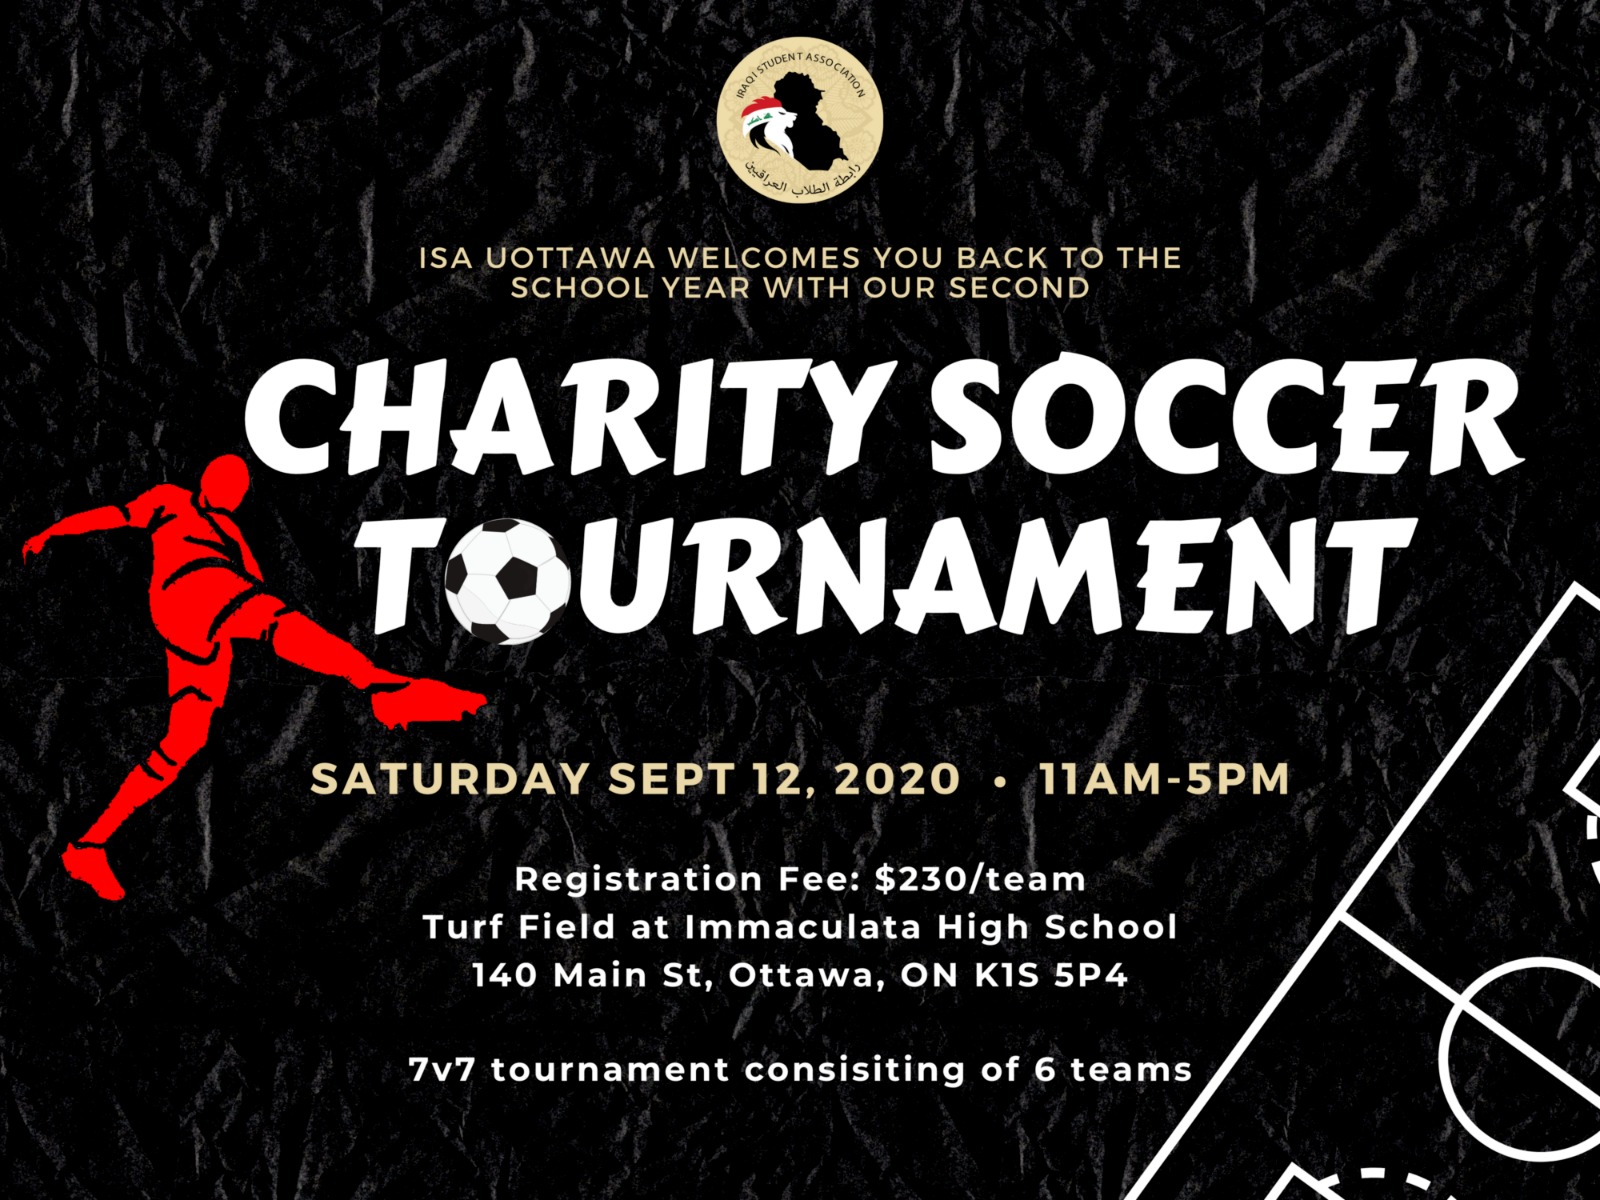 IRAQI STUDENT ASSOCIATION
رابطة الطلاب العراقيين
ISA UOTTAWA WELCOMES YOU BACK TO THE
SCHOOL YEAR WITH OUR SECOND
CHARITY SOCCER
TOURNAMENT
SATURDAY SEPT 12, 2020 • 11AM-5PM
Registration Fee: $230/team
Turf Field at Immaculata High School
140 Main St, Ottawa, ON K1S 5P4
7v7 tournament consisiting of 6 teams